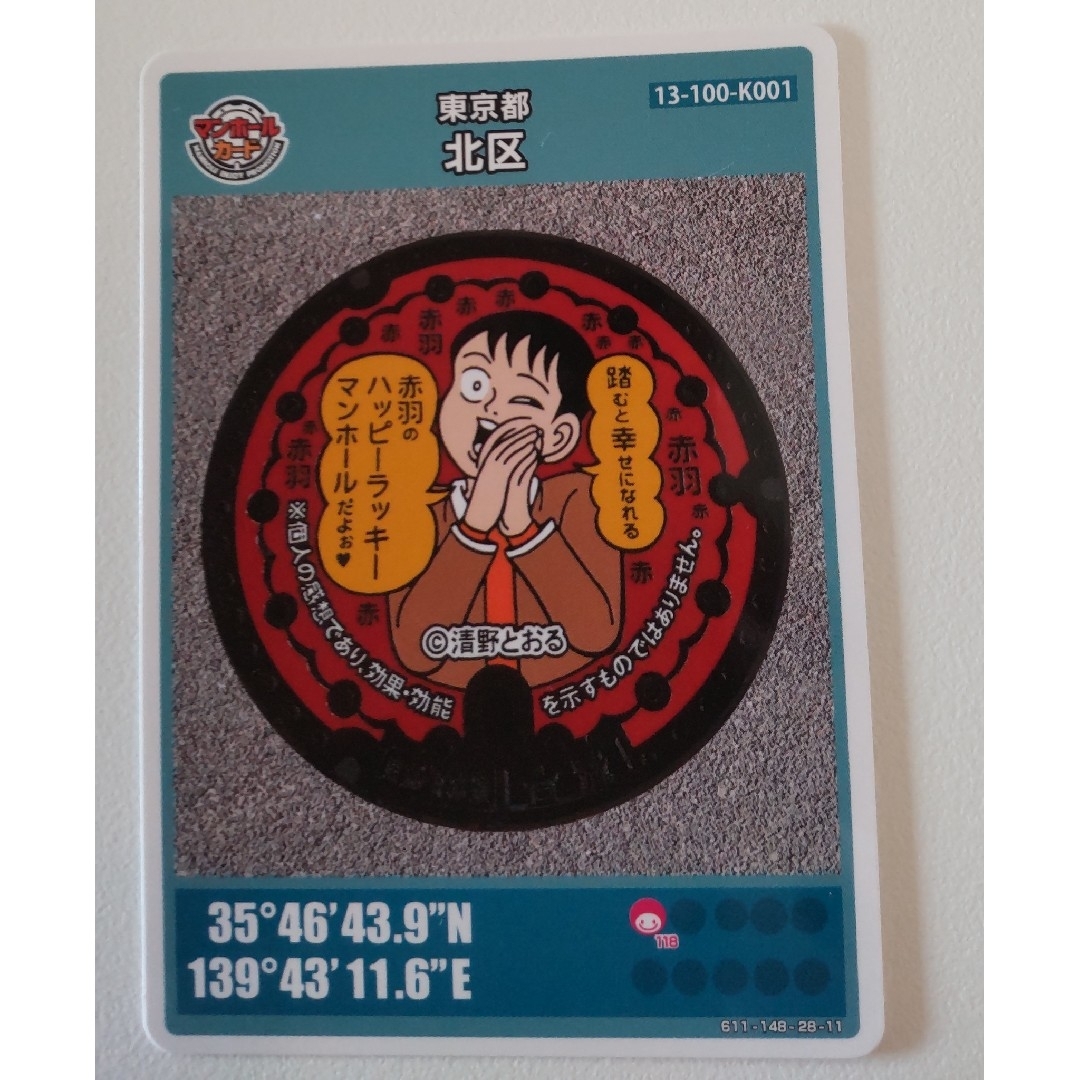 マンホール
カード
東京都
北区
13-100-K001
赤
赤
赤
赤羽
赤
赤
赤
踏むと幸せになれる
赤羽の
ハッピーラッキー
マンホールだよぉ♥
赤
赤羽
赤
赤羽
赤
赤
赤
©清野とおる
※個人の感想であり、効果・効能
を示すものではありません。
35°46'43.9"N
139°43'11.6"E
118
611-148-28-11